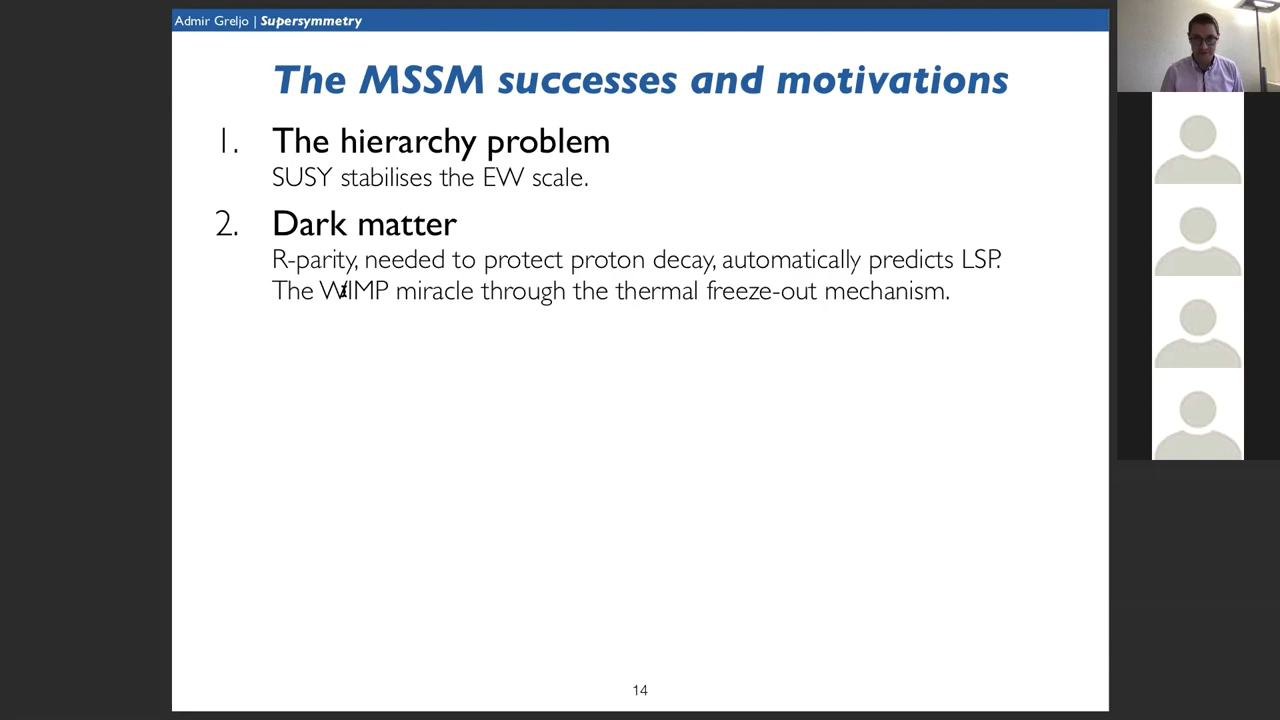 Admir Greljo | Supersymmetry
The MSSM successes and motivations
1. The hierarchy problem
SUSY stabilises the EW scale.
2. Dark matter
R-parity, needed to protect proton decay, automatically predicts LSP.
The WIMP miracle through the thermal freeze-out mechanism.
14